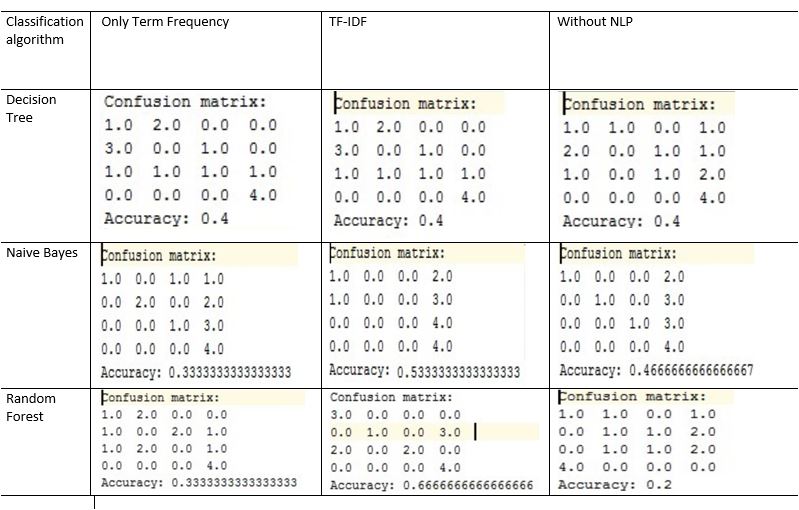 Classification algorithm Only Term Frequency TF-IDF Without NLP
Decision Tree
Confusion matrix:
1.0 2.0 0.0 0.0
3.0 0.0 1.0 0.0
1.0 1.0 1.0 1.0
0.0 0.0 0.0 4.0
Accuracy: 0.4
Confusion matrix:
1.0 2.0 0.0 0.0
3.0 0.0 1.0 0.0
1.0 1.0 1.0 1.0
0.0 0.0 0.0 4.0
Accuracy: 0.4
Confusion matrix:
1.0 1.0 0.0 1.0
2.0 0.0 1.0 1.0
1.0 0.0 1.0 2.0
0.0 0.0 0.0 4.0
Accuracy: 0.4
Naive Bayes
Confusion matrix:
1.0 0.0 1.0 1.0
0.0 2.0 0.0 2.0
0.0 0.0 1.0 3.0
0.0 0.0 0.0 4.0
Accuracy: 0.3333333333333333
Confusion matrix:
1.0 0.0 0.0 2.0
1.0 0.0 0.0 3.0
0.0 0.0 0.0 4.0
0.0 0.0 0.0 4.0
Accuracy: 0.5333333333333333
Confusion matrix:
1.0 0.0 0.0 2.0
0.0 1.0 0.0 3.0
0.0 0.0 1.0 3.0
0.0 0.0 0.0 4.0
Accuracy: 0.4666666666666667
Random Forest
Confusion matrix:
1.0 2.0 0.0 0.0
1.0 0.0 2.0 1.0
1.0 2.0 0.0 1.0
0.0 0.0 0.0 4.0
Accuracy: 0.3333333333333333
Confusion matrix:
3.0 0.0 0.0 0.0
0.0 1.0 0.0 3.0
2.0 0.0 2.0 0.0
0.0 0.0 0.0 4.0
Accuracy: 0.6666666666666666
Confusion matrix:
1.0 1.0 0.0 1.0
0.0 1.0 1.0 2.0
0.0 1.0 1.0 2.0
4.0 0.0 0.0 0.0
Accuracy: 0.2